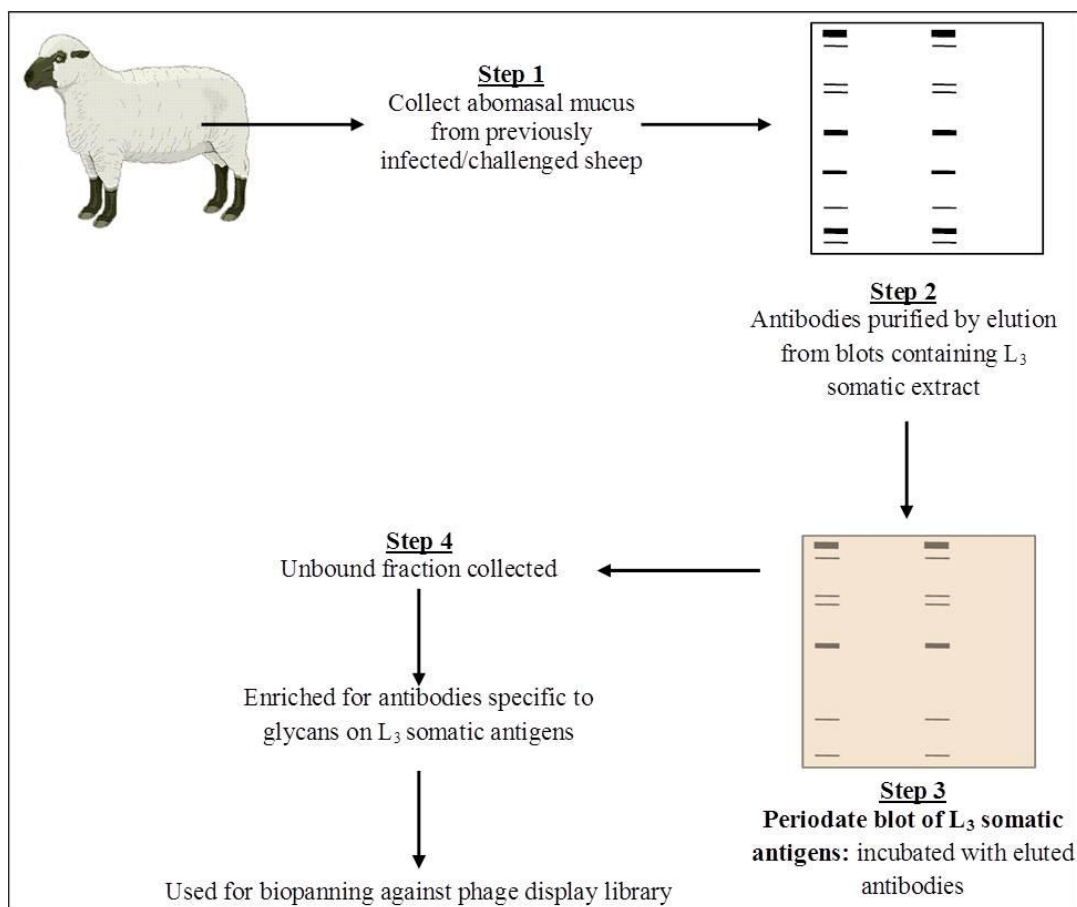 Step 1
Collect abomasal mucus
from previously
infected/challenged sheep
Step 2
Antibodies purified by elution
from blots containing L₃
somatic extract
Step 3
Periodate blot of L₃ somatic
antigens: incubated with eluted
antibodies
Step 4
Unbound fraction collected
Enriched for antibodies specific to
glycans on L₃ somatic antigens
Used for biopanning against phage display library